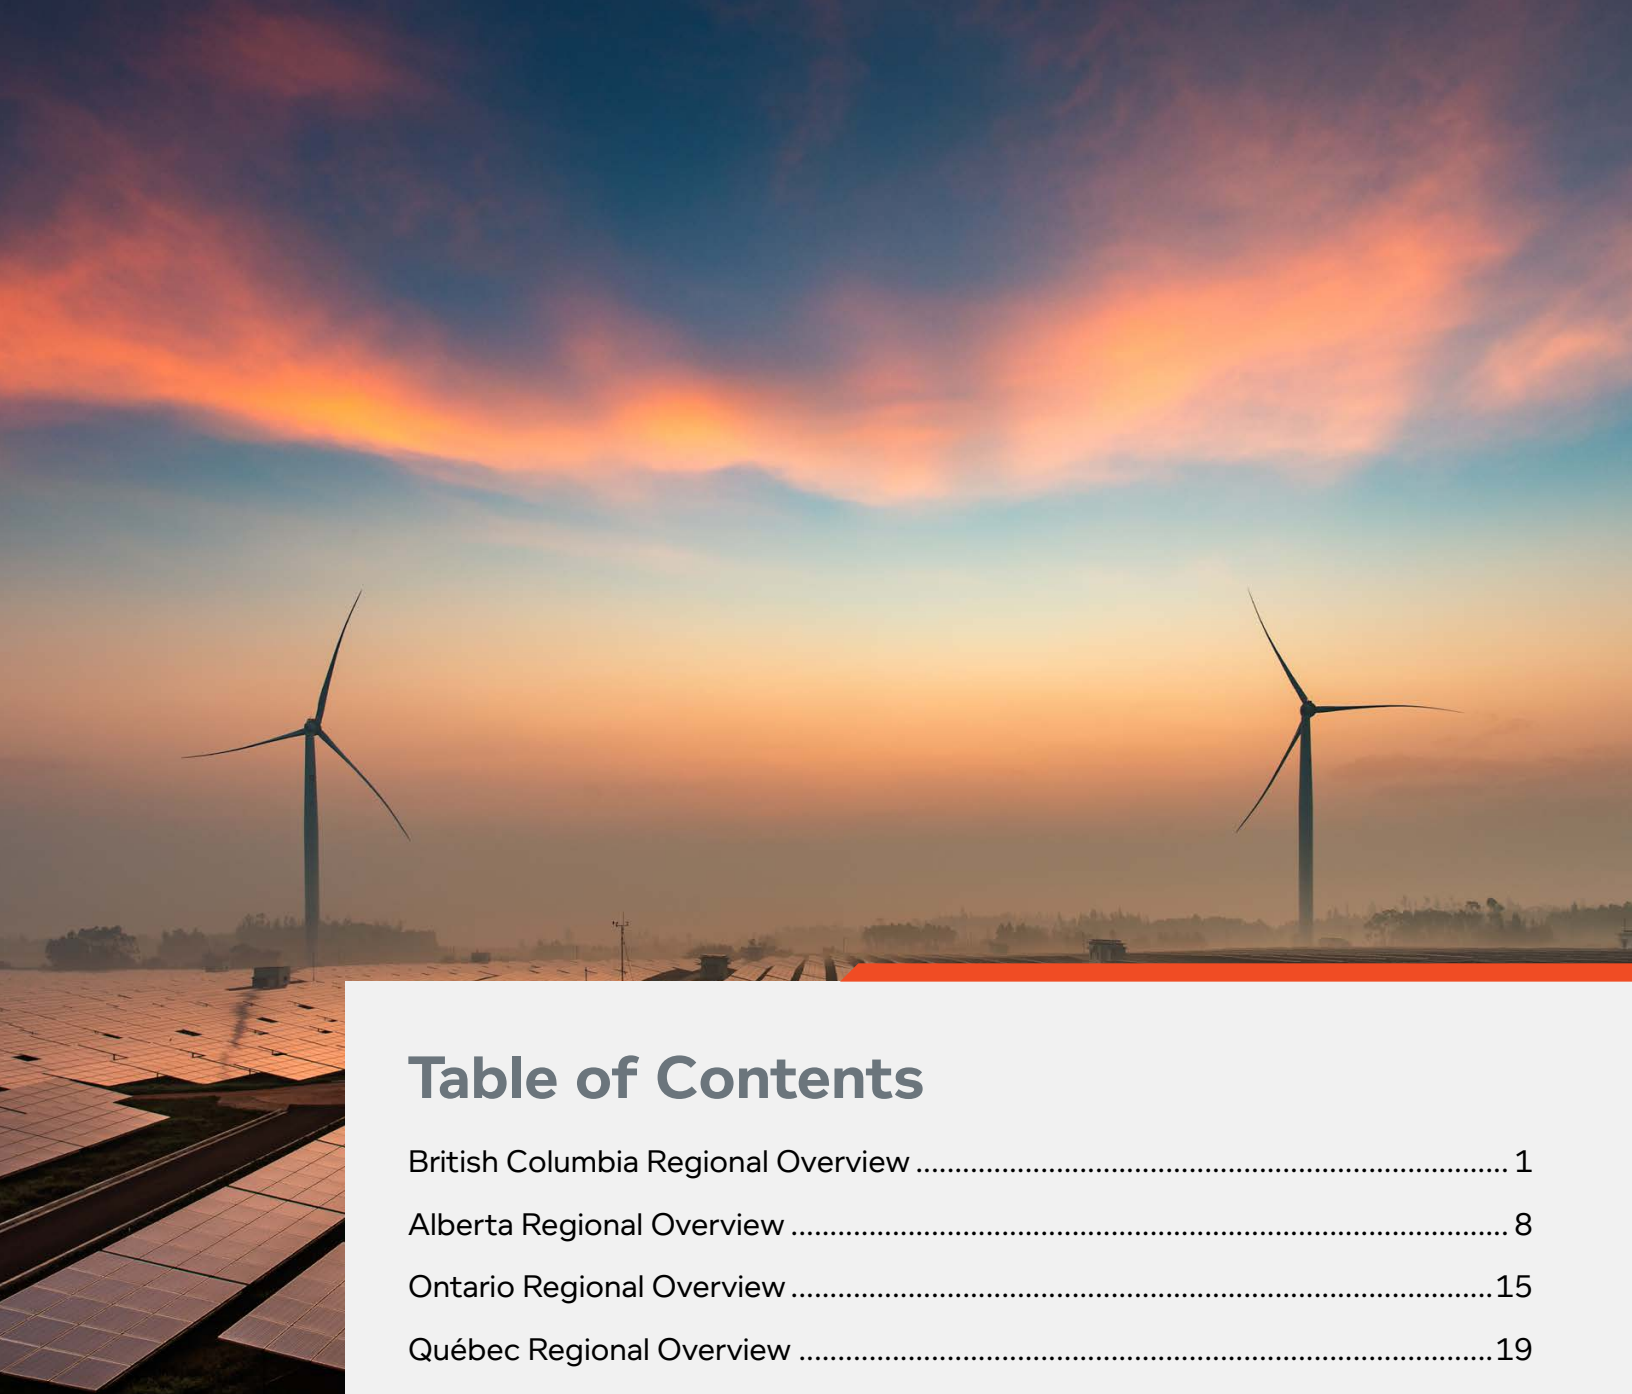 Table of Contents
British Columbia Regional Overview ............................................................................ 1
Alberta Regional Overview ............................................................................................ 8
Ontario Regional Overview ..........................................................................................15
Québec Regional Overview .........................................................................................19